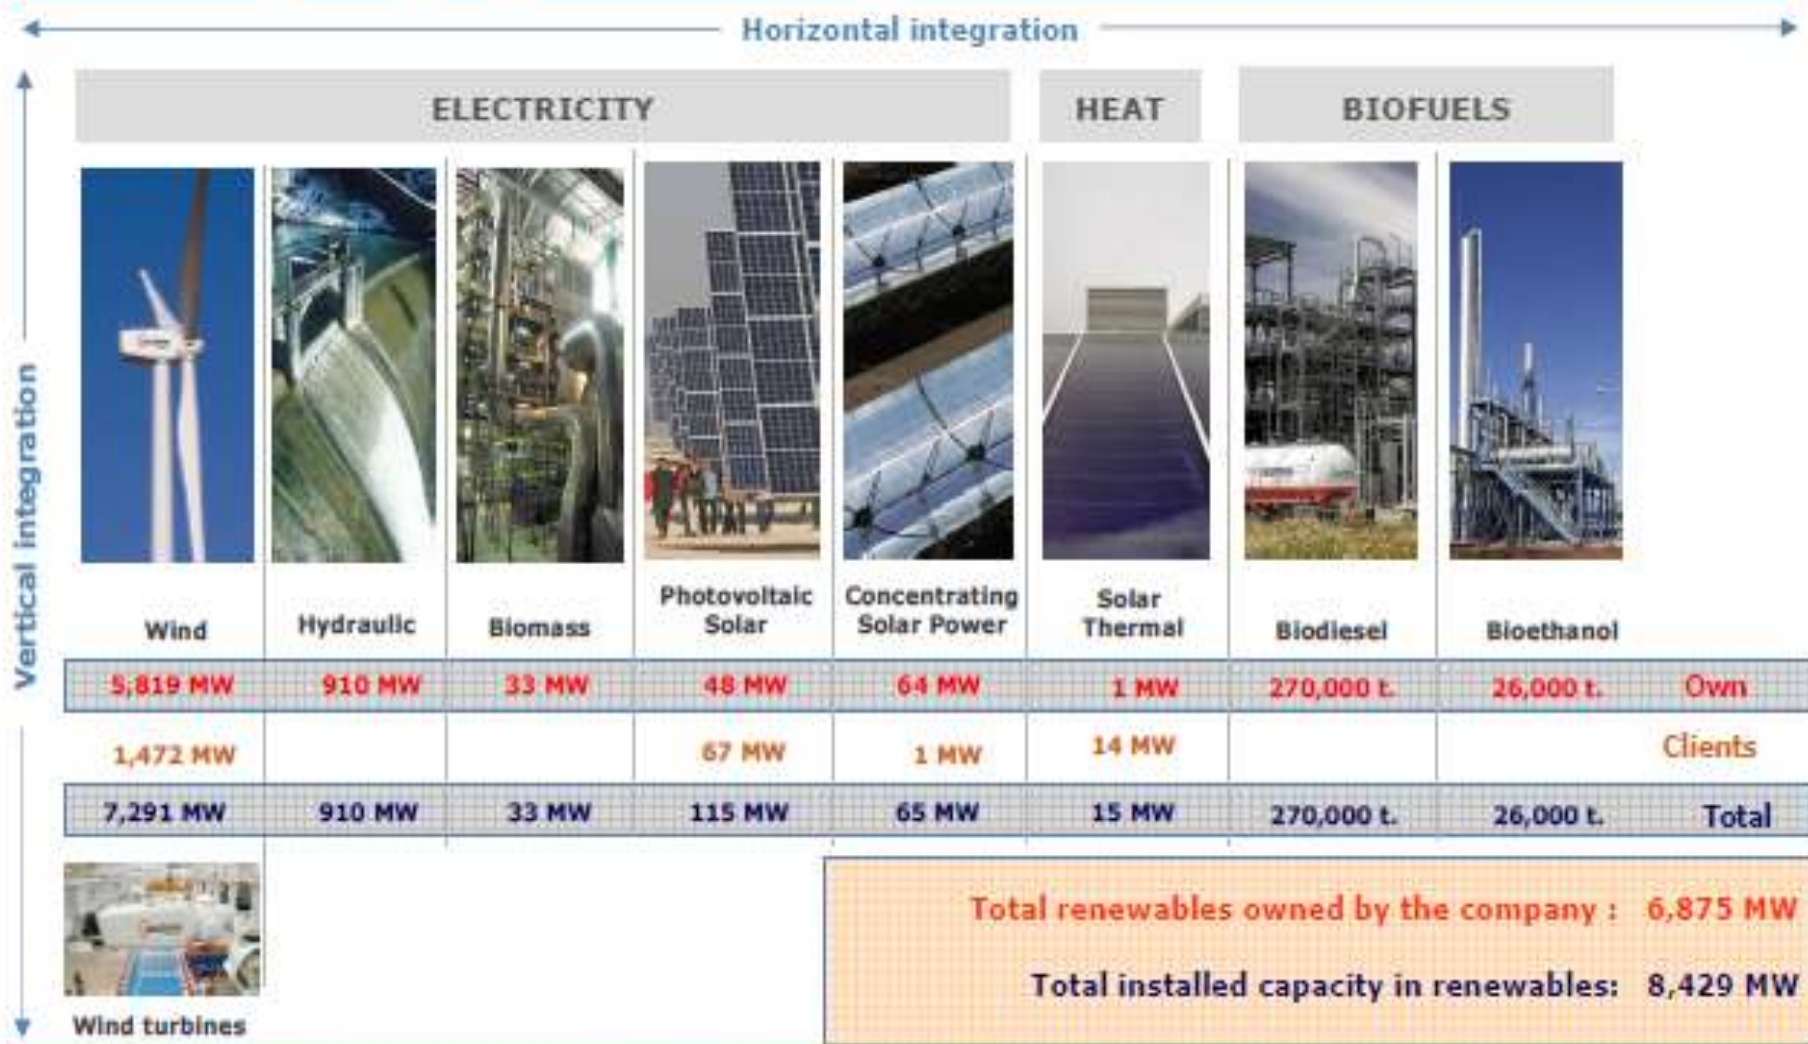 Horizontal integration
Vertical integration
ELECTRICITY HEAT BIOFUELS
Wind
Hydraulic
Biomass
Photovoltaic
Solar
Concentrating
Solar Power
Solar
Thermal
Biodiesel
Bioethanol
5,819 MW 910 MW 33 MW 48 MW 64 MW 1 MW 270,000 t. 26,000 t. Own
1,472 MW 67 MW 1 MW 14 MW Clients
7,291 MW 910 MW 33 MW 115 MW 65 MW 15 MW 270,000 t. 26,000 t. Total
Wind turbines
Total renewables owned by the company : 6,875 MW
Total installed capacity in renewables: 8,429 MW